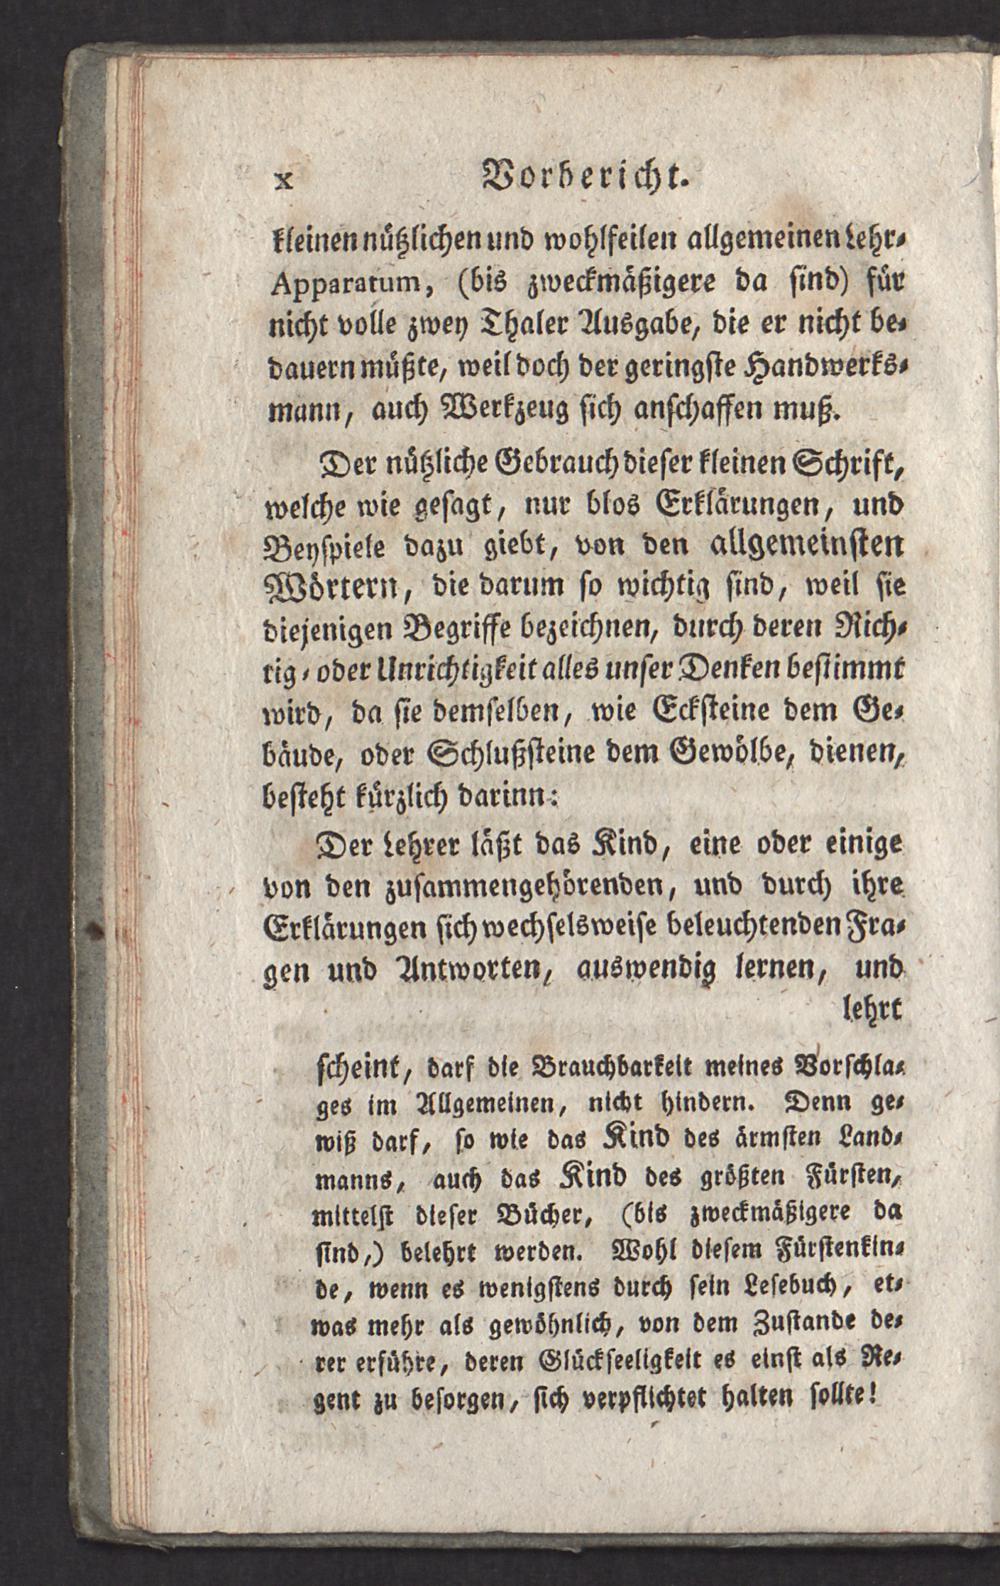 x Vorbericht.
kleinen nützlichen und wohlfeilen allgemeinen Lehr-
Apparatum, (bis zweckmäßigere da sind) für
nicht volle zwey Thaler Ausgabe, die er nicht be-
dauern müßte, weil doch der geringste Handwerks-
mann, auch Werkzeug sich anschaffen muß.
Der nützliche Gebrauch dieser kleinen Schrift,
welche wie gesagt, nur blos Erklärungen, und
Beyspiele dazu giebt, von den allgemeinsten
Wörtern, die darum so wichtig sind, weil sie
diejenigen Begriffe bezeichnen, durch deren Rich-
tig- oder Unrichtigkeit alles unser Denken bestimmt
wird, da sie demselben, wie Ecksteine dem Ge-
bäude, oder Schlußsteine dem Gewölbe, dienen,
besteht kürzlich darinn:
Der Lehrer läßt das Kind, eine oder einige
von den zusammengehörenden, und durch ihre
Erklärungen sich wechselsweise beleuchtenden Fra-
gen und Antworten, auswendig lernen, und
lehrt
scheint, darf die Brauchbarkeit meines Vorschla-
ges im Allgemeinen, nicht hindern. Denn ge-
wiß darf, so wie das Kind des ärmsten Land-
manns, auch das Kind des größten Fürsten,
mittelst dieser Bücher, (bis zweckmäßigere da
sind,) belehrt werden. Wohl diesem Fürstenkin-
de, wenn es wenigstens durch sein Lesebuch, et-
was mehr als gewöhnlich, von dem Zustande de-
rer erführe, deren Glückseeligkeit es einst als Re-
gent zu besorgen, sich verpflichtet halten sollte!